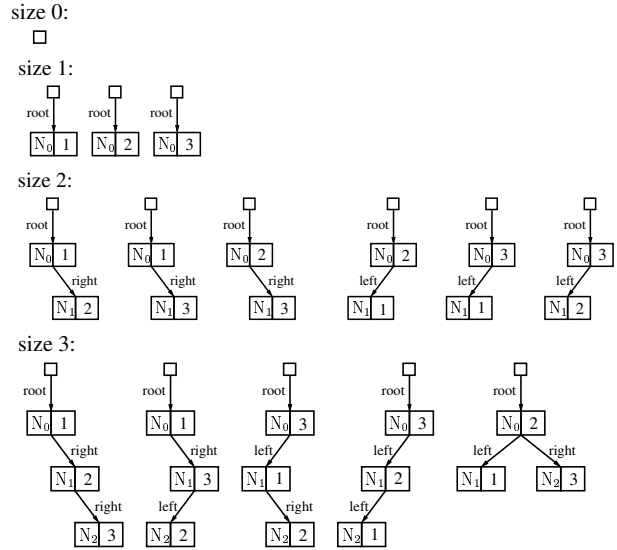 size 0:
size 1:
root root root
N₀ 1 N₀ 2 N₀ 3
size 2:
root root root root root root
N₀ 1 N₀ 1 N₀ 2 N₀ 2 N₀ 3 N₀ 3
right right right left left left
N₁ 2 N₁ 3 N₁ 3 N₁ 1 N₁ 1 N₁ 2
size 3:
root root root root root
N₀ 1 N₀ 1 N₀ 3 N₀ 3 N₀ 2
right right left left left right
N₁ 2 N₁ 3 N₁ 1 N₁ 2 N₁ 1 N₂ 3
right left right left
N₂ 3 N₂ 2 N₂ 2 N₂ 1